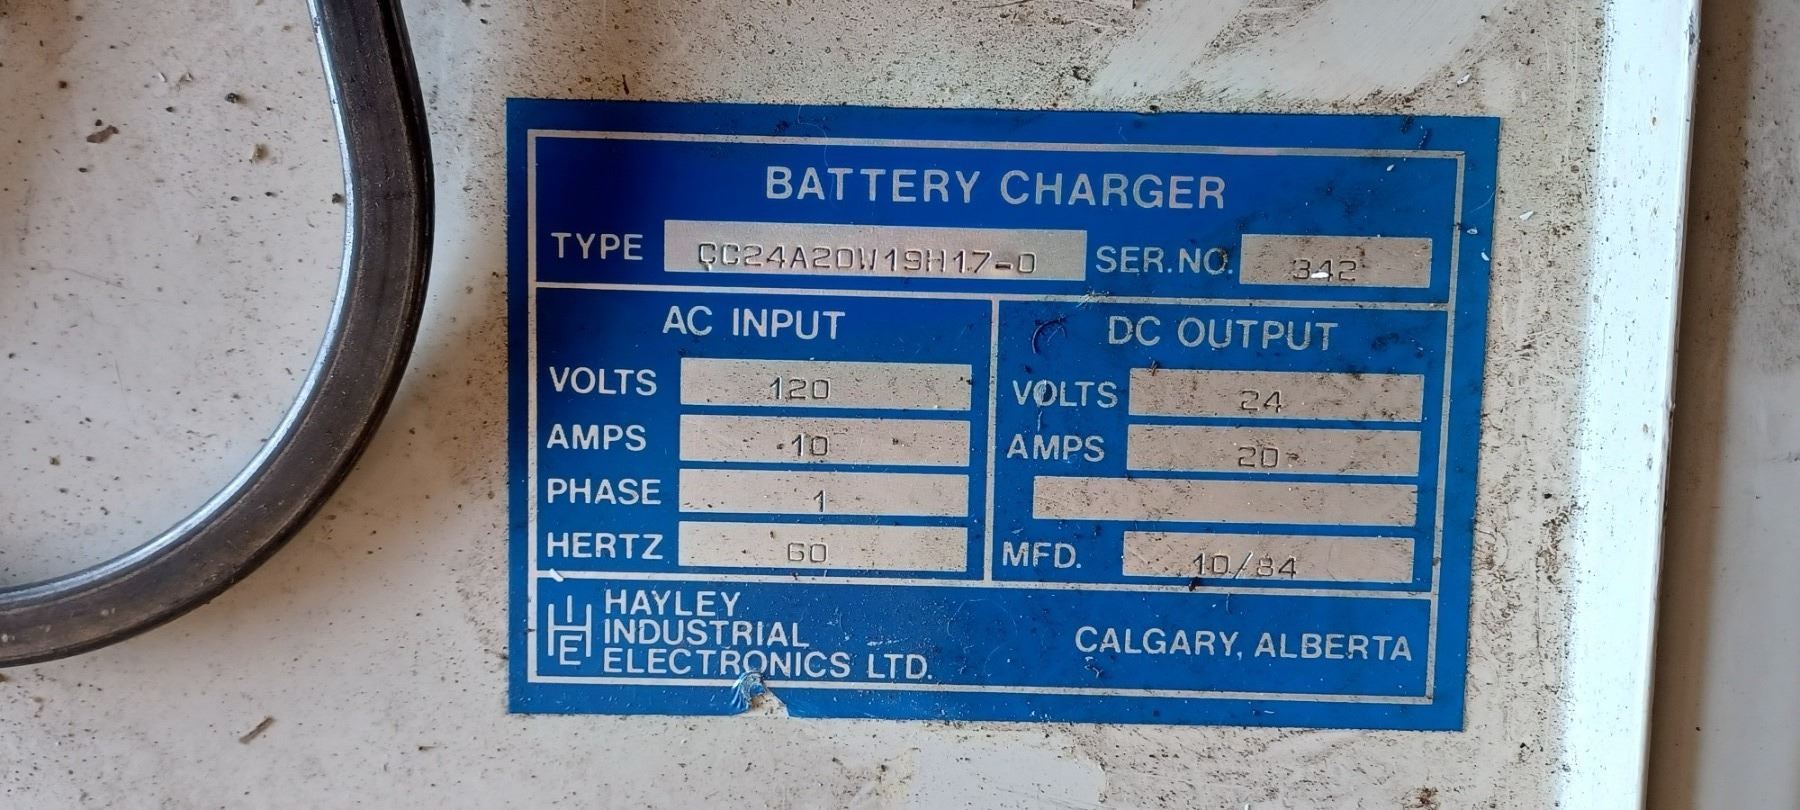 BATTERY CHARGER
TYPE CC24A20W19H17-0 SER. NO. 342
AC INPUT
VOLTS 120
AMPS 10
PHASE 1
HERTZ 60
DC OUTPUT
VOLTS 24
AMPS 20
MFD. 10/84
HIE
HAYLEY
INDUSTRIAL
ELECTRONICS LTD.
CALGARY, ALBERTA